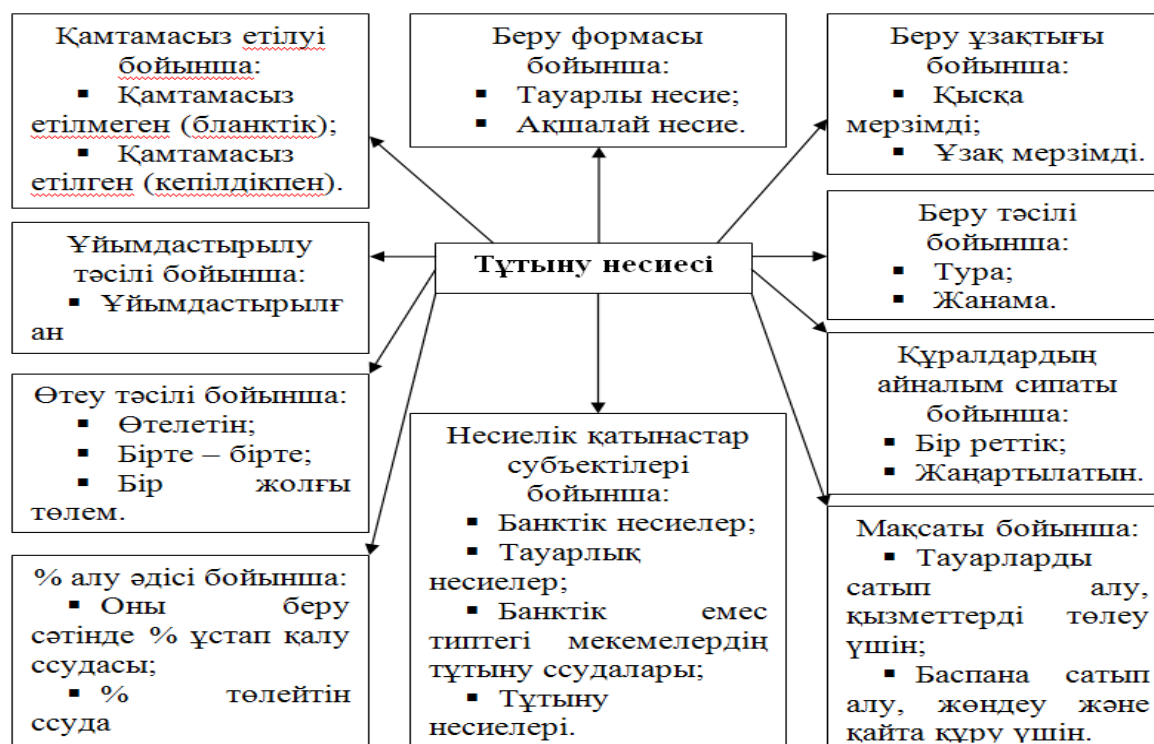 Қамтамасыз етілуі
бойынша:
▪ Қамтамасыз
етілмеген (бланктік);
▪ Қамтамасыз
етілген (кепілдікпен).
Беру формасы
бойынша:
▪ Тауарлы несие;
▪ Ақшалай несие.
Беру ұзақтығы
бойынша:
▪ Қысқа
мерзімді;
▪ Ұзақ мерзімді.
Ұйымдастырылу
тәсілі бойынша:
▪ Ұйымдастырылғ
ан
Тұтыну несиесі
Беру тәсілі
бойынша:
▪ Тура;
▪ Жанама.
Өтеу тәсілі бойынша:
▪ Өтелетін;
▪ Бірте – бірте;
▪ Бір жолғы
төлем.
Несиелік қатынастар
субъектілері
бойынша:
▪ Банктік несиелер;
▪ Тауарлық
несиелер;
▪ Банктік емес
типтегі мекемелердің
тұтыну ссудалары;
▪ Тұтыну
несиелері.
Құралдардың
айналым сипаты
бойынша:
▪ Бір реттік;
▪ Жаңартылатын.
% алу әдісі бойынша:
▪ Оны беру
сәтінде % ұстап қалу
ссудасы;
▪ % төлейтін
ссуда
Мақсаты бойынша:
▪ Тауарларды
сатып алу,
қызметтерді төлеу
үшін;
▪ Баспана сатып
алу, жөндеу және
қайта құру үшін.